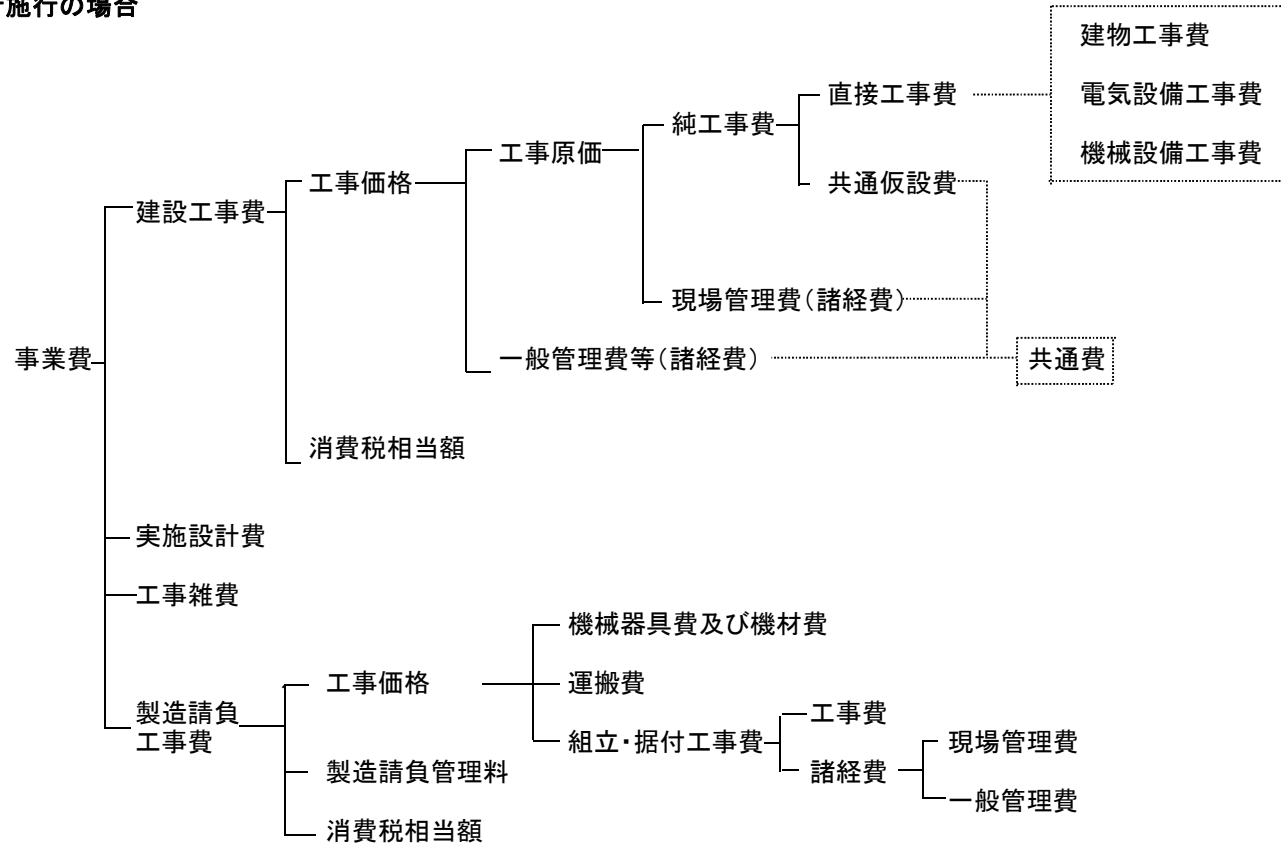 施行の場合
建物工事費
電気設備工事費
機械設備工事費
直接工事費
純工事費
工事原価
共通仮設費
工事価格
建設工事費
現場管理費（諸経費）
事業費
一般管理費等（諸経費）
共通費
消費税相当額
実施設計費
工事雑費
機械器具費及び機材費
工事価格
運搬費
製造請負
工事費
組立・据付工事費
工事費
現場管理費
製造請負管理料
諸経費
一般管理費
消費税相当額